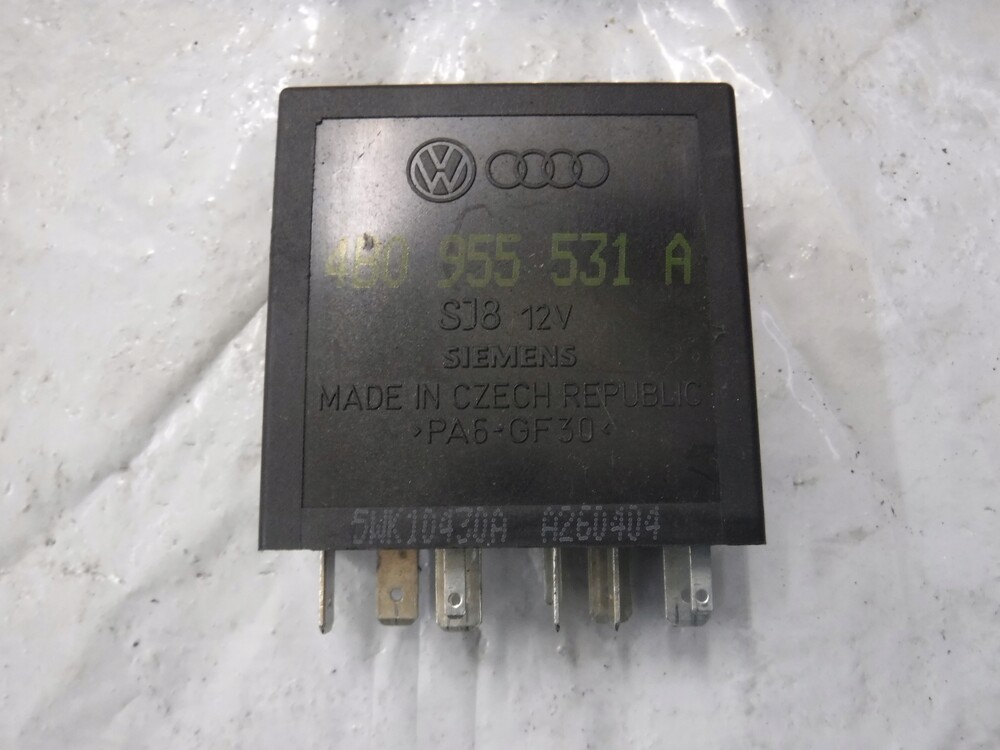 4B0 955 531 A
SJ8 12V
SIEMENS
MADE IN CZECH REPUBLIC
>PA6-GF30<
5WK10430A A260404